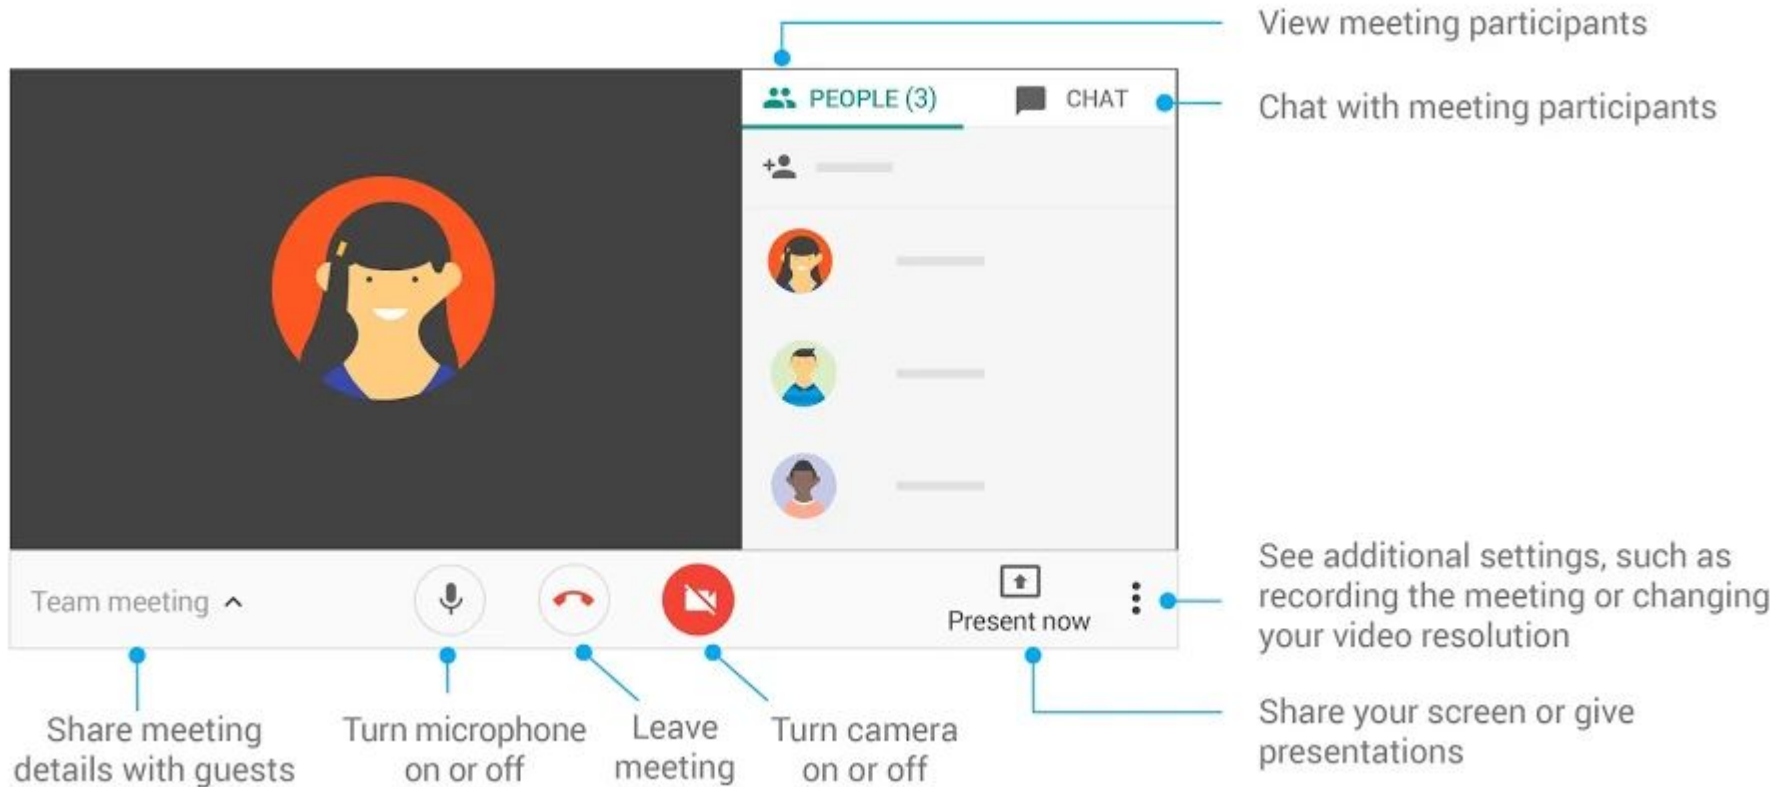 View meeting participants
PEOPLE (3)
CHAT
Chat with meeting participants
Team meeting
Present now
See additional settings, such as
recording the meeting or changing
your video resolution
Share your screen or give
presentations
Share meeting
details with guests
Turn microphone
on or off
Leave
meeting
Turn camera
on or off